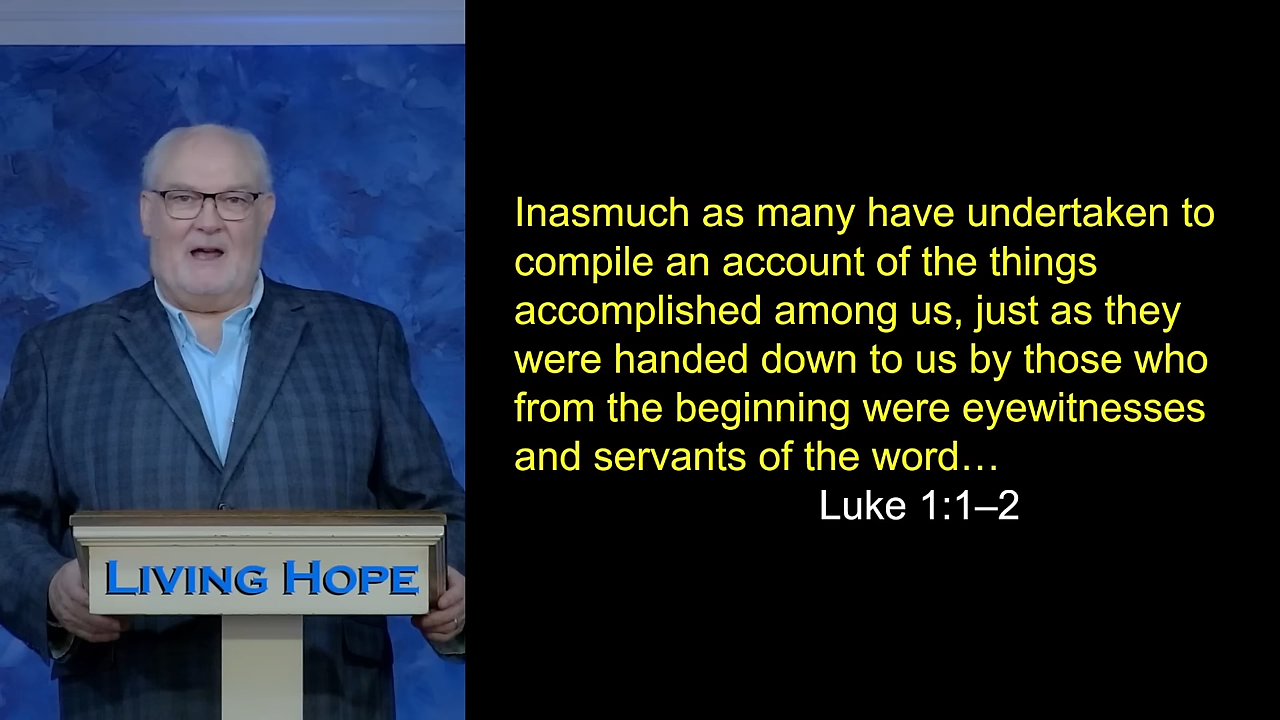 Inasmuch as many have undertaken to
compile an account of the things
accomplished among us, just as they
were handed down to us by those who
from the beginning were eyewitnesses
and servants of the word…
Luke 1:1–2
LIVING HOPE